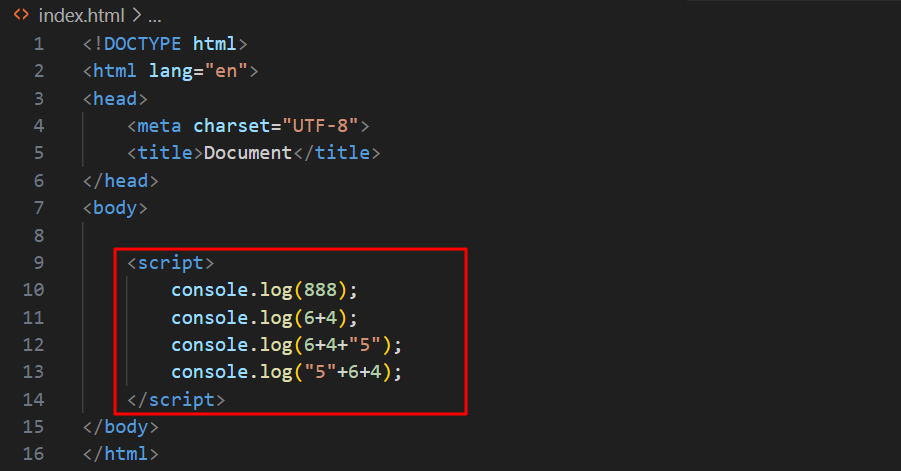 index.html > ...
1 <!DOCTYPE html>
2 <html lang="en">
3 <head>
4     <meta charset="UTF-8">
5     <title>Document</title>
6 </head>
7 <body>
8
9     <script>
10         console.log(888);
11         console.log(6+4);
12         console.log(6+4+"5");
13         console.log("5"+6+4);
14     </script>
15 </body>
16 </html>